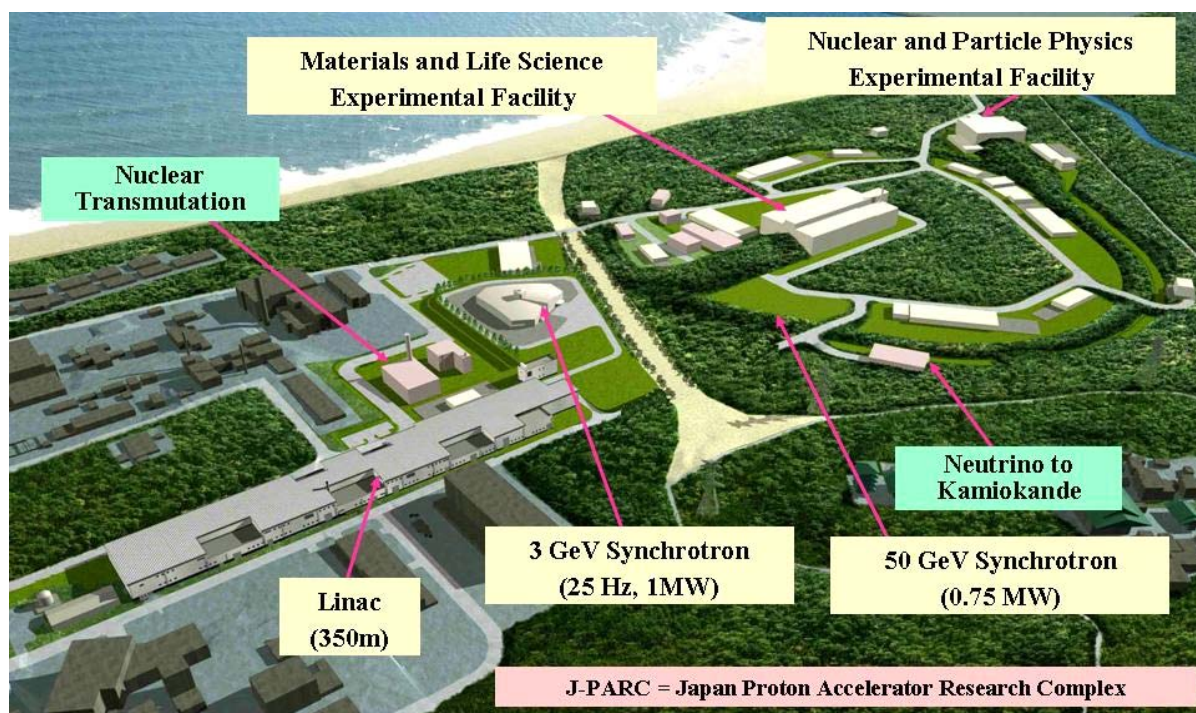 Materials and Life Science
Experimental Facility
Nuclear and Particle Physics
Experimental Facility
Nuclear
Transmutation
Neutrino to
Kamiokande
3 GeV Synchrotron
(25 Hz, 1MW)
50 GeV Synchrotron
(0.75 MW)
Linac
(350m)
J-PARC = Japan Proton Accelerator Research Complex